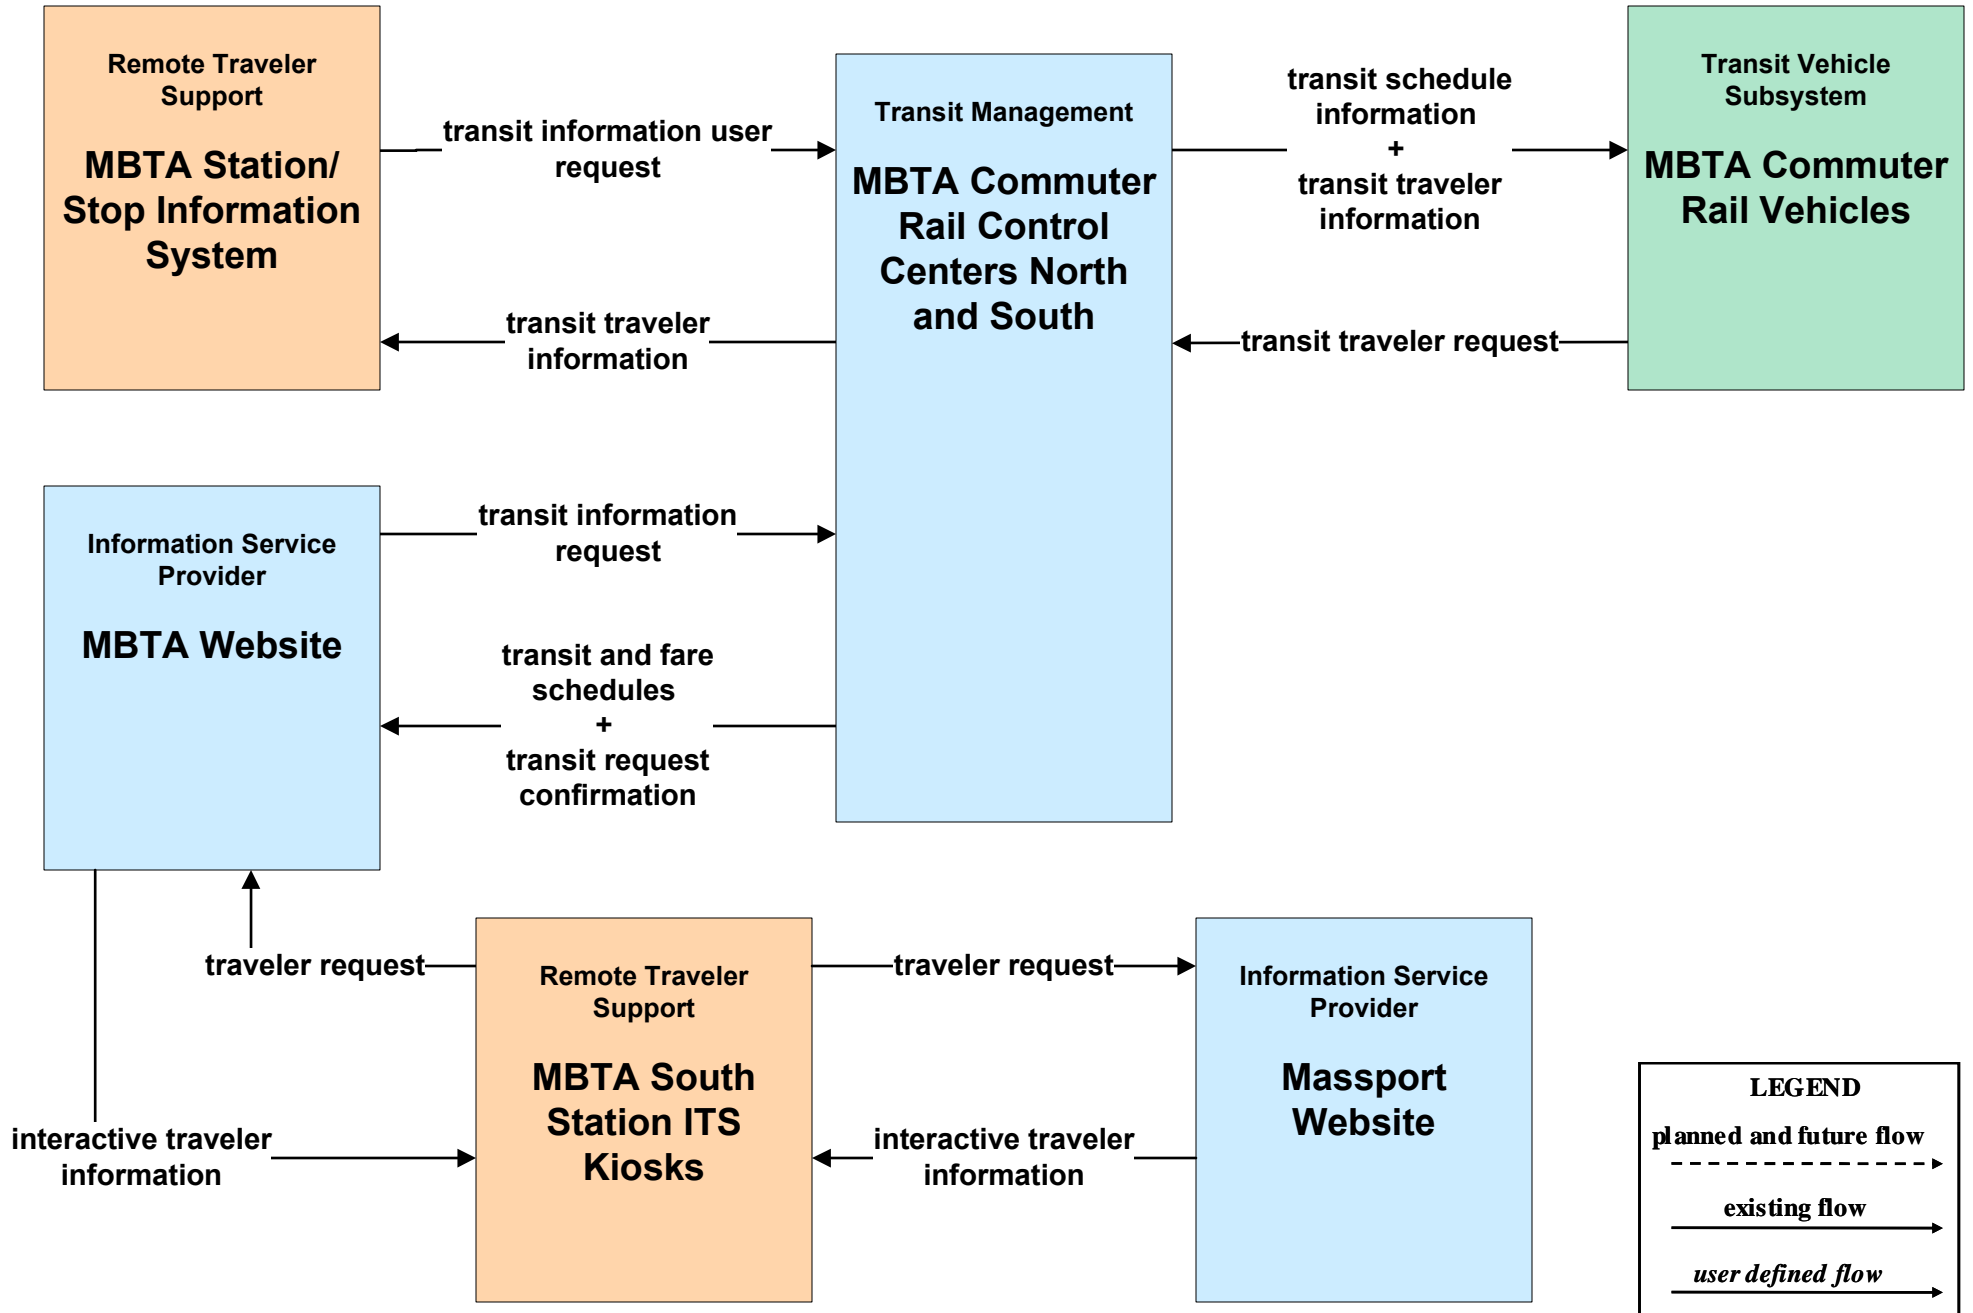 Remote Traveler
Support
MBTA Station/
Stop Information
System
transit information user
request
transit traveler
information
Transit Management
MBTA Commuter
Rail Control
Centers North
and South
transit schedule
information
+
transit traveler
information
transit traveler request
Transit Vehicle
Subsystem
MBTA Commuter
Rail Vehicles
Information Service
Provider
MBTA Website
transit information
request
transit and fare
schedules
+
transit request
confirmation
traveler request
interactive traveler
information
Remote Traveler
Support
MBTA South
Station ITS
Kiosks
traveler request
interactive traveler
information
Information Service
Provider
Massport
Website
LEGEND
planned and future flow
existing flow
user defined flow